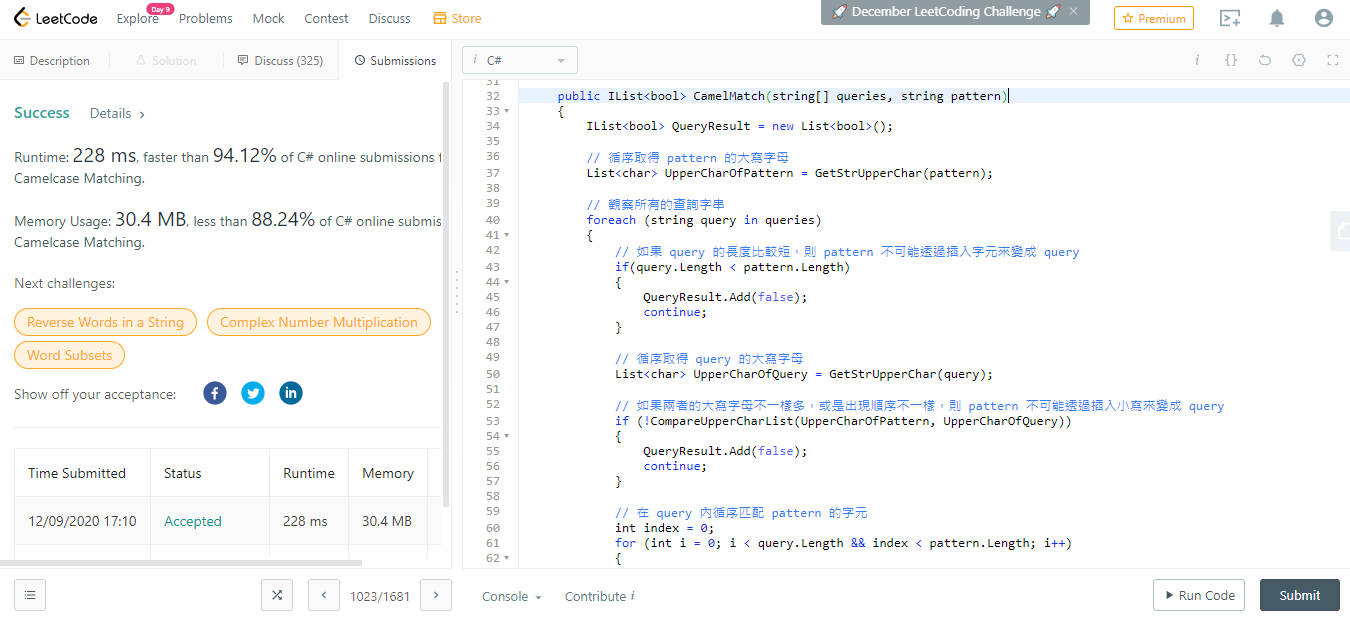 LeetCode Explore Day 9 Problems Mock Contest Discuss Store 🚀 December LeetCoding Challenge 🚀 × Premium
Description Solution Discuss (325) Submissions i C# i {}
Success Details ›
Runtime: 228 ms, faster than 94.12% of C# online submissions
Camelcase Matching.
Memory Usage: 30.4 MB, less than 88.24% of C# online
Camelcase Matching.
Next challenges:
Reverse Words in a String Complex Number Multiplication
Word Subsets
Show off your acceptance:
Time Submitted Status Runtime Memory
12/09/2020 17:10 Accepted 228 ms 30.4 MB
1023/1681
31
32 public IList<bool> CamelMatch(string[] queries, string pattern)
33 {
34 IList<bool> QueryResult = new List<bool>();
35
36 // 循序取得 pattern 的大寫字母
37 List<char> UpperCharOfPattern = GetStrUpperChar(pattern);
38
39 // 觀察所有的查詢字串
40 foreach (string query in queries)
41 {
42 // 如果 query 的長度比較短，則 pattern 不可能透過插入字元來變成 query
43 if(query.Length < pattern.Length)
44 {
45 QueryResult.Add(false);
46 continue;
47 }
48
49 // 循序取得 query 的大寫字母
50 List<char> UpperCharOfQuery = GetStrUpperChar(query);
51
52 // 如果兩者的大寫字母不一樣多，或是出現順序不一樣，則 pattern 不可能透過插入小寫來變成 query
53 if (!CompareUpperCharList(UpperCharOfPattern, UpperCharOfQuery))
54 {
55 QueryResult.Add(false);
56 continue;
57 }
58
59 // 在 query 內循序匹配 pattern 的字元
60 int index = 0;
61 for (int i = 0; i < query.Length && index < pattern.Length; i++)
62 {
Console Contribute i Run Code Submit